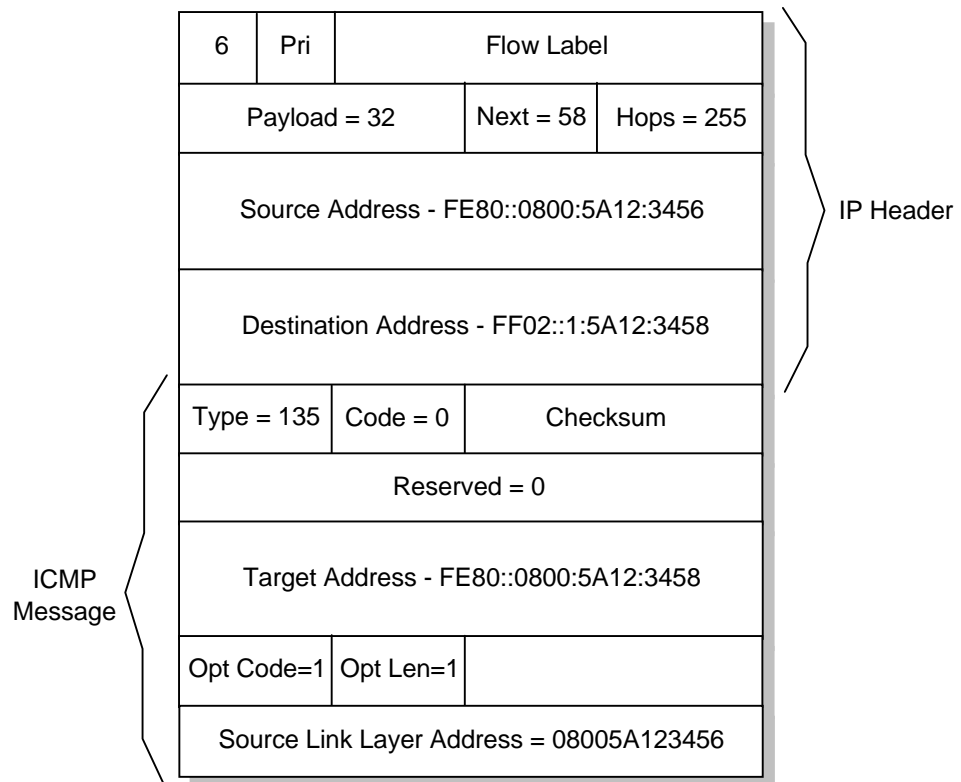 6 Pri Flow Label
Payload = 32 Next = 58 Hops = 255
Source Address - FE80::0800:5A12:3456
IP Header
Destination Address - FF02::1:5A12:3458
Type = 135 Code = 0 Checksum
Reserved = 0
Target Address - FE80::0800:5A12:3458
ICMP
Message
Opt Code=1 Opt Len=1
Source Link Layer Address = 08005A123456